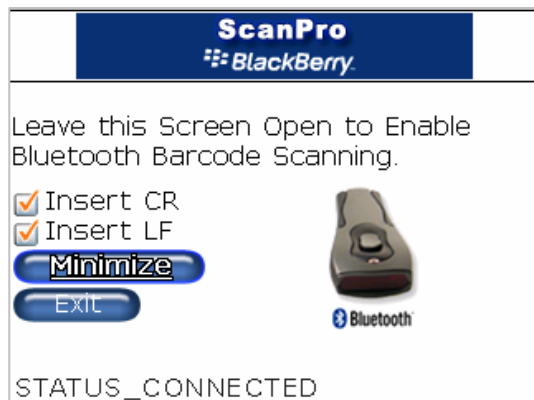 ScanPro
BlackBerry
Leave this Screen Open to Enable
Bluetooth Barcode Scanning.
Insert CR
Insert LF
Minimize
Exit
Bluetooth
STATUS_CONNECTED